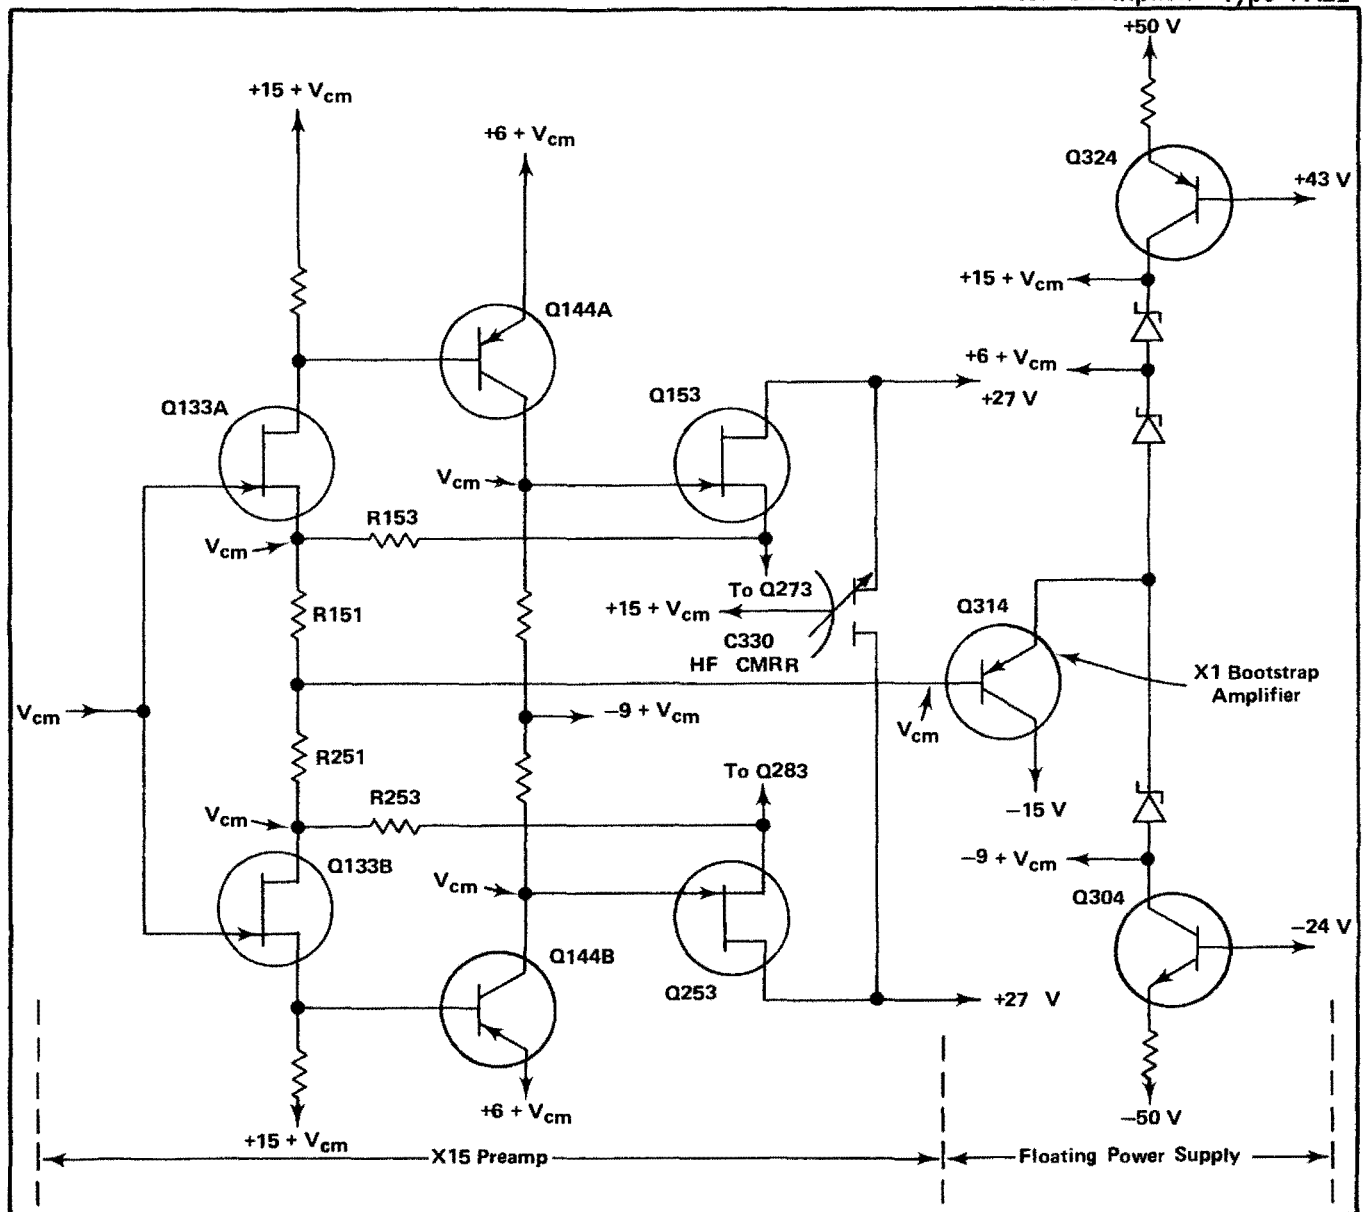 +50 V
+15 + Vcm
+6 + Vcm
Q324
+43 V
+15 + Vcm
Q144A
+6 + Vcm
Q133A
Q153
+27 V
Vcm
R153
Vcm
To Q273
R151
+15 + Vcm
C330
HF CMRR
Q314
X1 Bootstrap
Amplifier
Vcm
–9 + Vcm
Vcm
R251
To Q283
–15 V
R253
Vcm
Q133B
–9 + Vcm
Vcm
Q304
–24 V
Q144B
Q253
+27 V
+6 + Vcm
–50 V
+15 + Vcm
X15 Preamp
Floating Power Supply